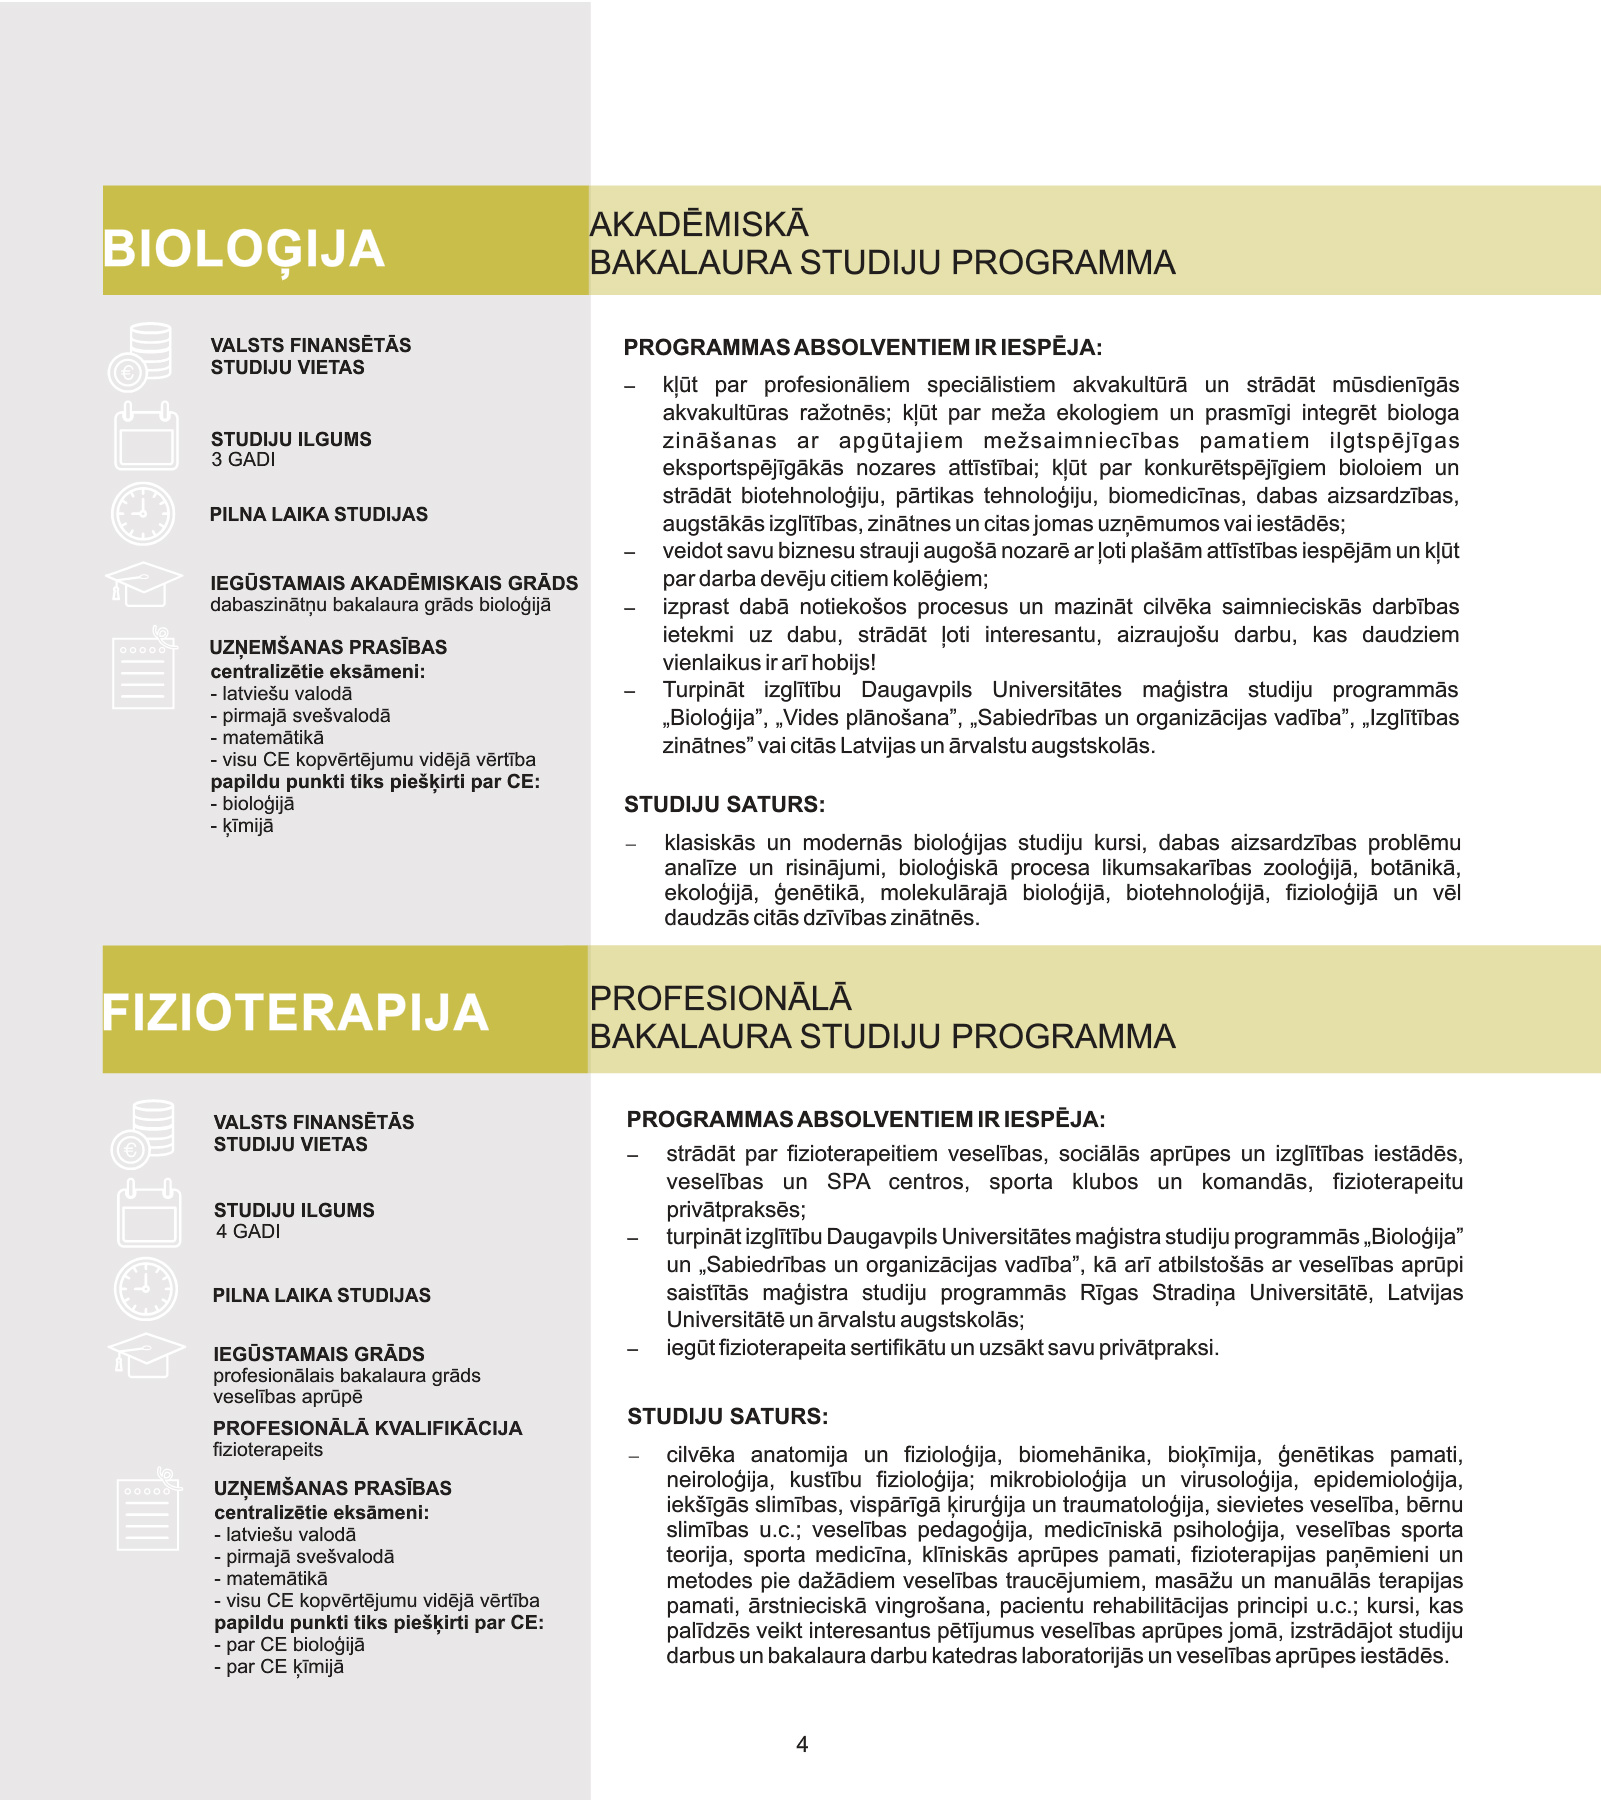 BIOLOĢIJA
AKADĒMISKĀ
BAKALAURA STUDIJU PROGRAMMA
VALSTS FINANSĒTĀS
STUDIJU VIETAS
STUDIJU ILGUMS
3 GADI
PILNA LAIKA STUDIJAS
IEGŪSTAMAIS AKADĒMISKAIS GRĀDS
dabaszinātņu bakalaura grāds bioloģijā
UZŅEMŠANAS PRASĪBAS
centralizētie eksāmeni:
- latviešu valodā
- pirmajā svešvalodā
- matemātikā
- visu CE kopvērtējumu vidējā vērtība
papildu punkti tiks piešķirti par CE:
- bioloģijā
- ķīmijā
PROGRAMMAS ABSOLVENTIEM IR IESPĒJA:
– kļūt par profesionāliem speciālistiem akvakultūrā un strādāt mūsdienīgās
akvakultūras ražotnēs; kļūt par meža ekologiem un prasmīgi integrēt biologa
zināšanas ar apgūtajiem mežsaimniecības pamatiem ilgtspējīgas
eksportspējīgākās nozares attīstībai; kļūt par konkurētspējīgiem bioloiem un
strādāt biotehnoloģiju, pārtikas tehnoloģiju, biomedicīnas, dabas aizsardzības,
augstākās izglītības, zinātnes un citas jomas uzņēmumos vai iestādēs;
– veidot savu biznesu strauji augošā nozarē ar ļoti plašām attīstības iespējām un kļūt
par darba devēju citiem kolēģiem;
– izprast dabā notiekošos procesus un mazināt cilvēka saimnieciskās darbības
ietekmi uz dabu, strādāt ļoti interesantu, aizraujošu darbu, kas daudziem
vienlaikus ir arī hobijs!
– Turpināt izglītību Daugavpils Universitātes maģistra studiju programmās
„Bioloģija”, „Vides plānošana”, „Sabiedrības un organizācijas vadība”, „Izglītības
zinātnes” vai citās Latvijas un ārvalstu augstskolās.
STUDIJU SATURS:
– klasiskās un modernās bioloģijas studiju kursi, dabas aizsardzības problēmu
analīze un risinājumi, bioloģiskā procesa likumsakarības zooloģijā, botānikā,
ekoloģijā, ģenētikā, molekulārajā bioloģijā, biotehnoloģijā, fizioloģijā un vēl
daudzās citās dzīvības zinātnēs.
FIZIOTERAPIJA
PROFESIONĀLĀ
BAKALAURA STUDIJU PROGRAMMA
VALSTS FINANSĒTĀS
STUDIJU VIETAS
STUDIJU ILGUMS
4 GADI
PILNA LAIKA STUDIJAS
IEGŪSTAMAIS GRĀDS
profesionālais bakalaura grāds
veselības aprūpē
PROFESIONĀLĀ KVALIFIKĀCIJA
fizioterapeits
UZŅEMŠANAS PRASĪBAS
centralizētie eksāmeni:
- latviešu valodā
- pirmajā svešvalodā
- matemātikā
- visu CE kopvērtējumu vidējā vērtība
papildu punkti tiks piešķirti par CE:
- par CE bioloģijā
- par CE ķīmijā
PROGRAMMAS ABSOLVENTIEM IR IESPĒJA:
– strādāt par fizioterapeitiem veselības, sociālās aprūpes un izglītības iestādēs,
veselības un SPA centros, sporta klubos un komandās, fizioterapeitu
privātpraksēs;
– turpināt izglītību Daugavpils Universitātes maģistra studiju programmās „Bioloģija”
un „Sabiedrības un organizācijas vadība”, kā arī atbilstošās ar veselības aprūpi
saistītās maģistra studiju programmās Rīgas Stradiņa Universitātē, Latvijas
Universitātē un ārvalstu augstskolās;
– iegūt fizioterapeita sertifikātu un uzsākt savu privātpraksi.
STUDIJU SATURS:
– cilvēka anatomija un fizioloģija, biomehānika, bioķīmija, ģenētikas pamati,
neiroloģija, kustību fizioloģija; mikrobioloģija un virusoloģija, epidemioloģija,
iekšīgās slimības, vispārīgā ķirurģija un traumatoloģija, sievietes veselība, bērnu
slimības u.c.; veselības pedagoģija, medicīniskā psiholoģija, veselības sporta
teorija, sporta medicīna, klīniskās aprūpes pamati, fizioterapijas paņēmieni un
metodes pie dažādiem veselības traucējumiem, masāžu un manuālās terapijas
pamati, ārstnieciskā vingrošana, pacientu rehabilitācijas principi u.c.; kursi, kas
palīdzēs veikt interesantus pētījumus veselības aprūpes jomā, izstrādājot studiju
darbus un bakalaura darbu katedras laboratorijās un veselības aprūpes iestādēs.
4